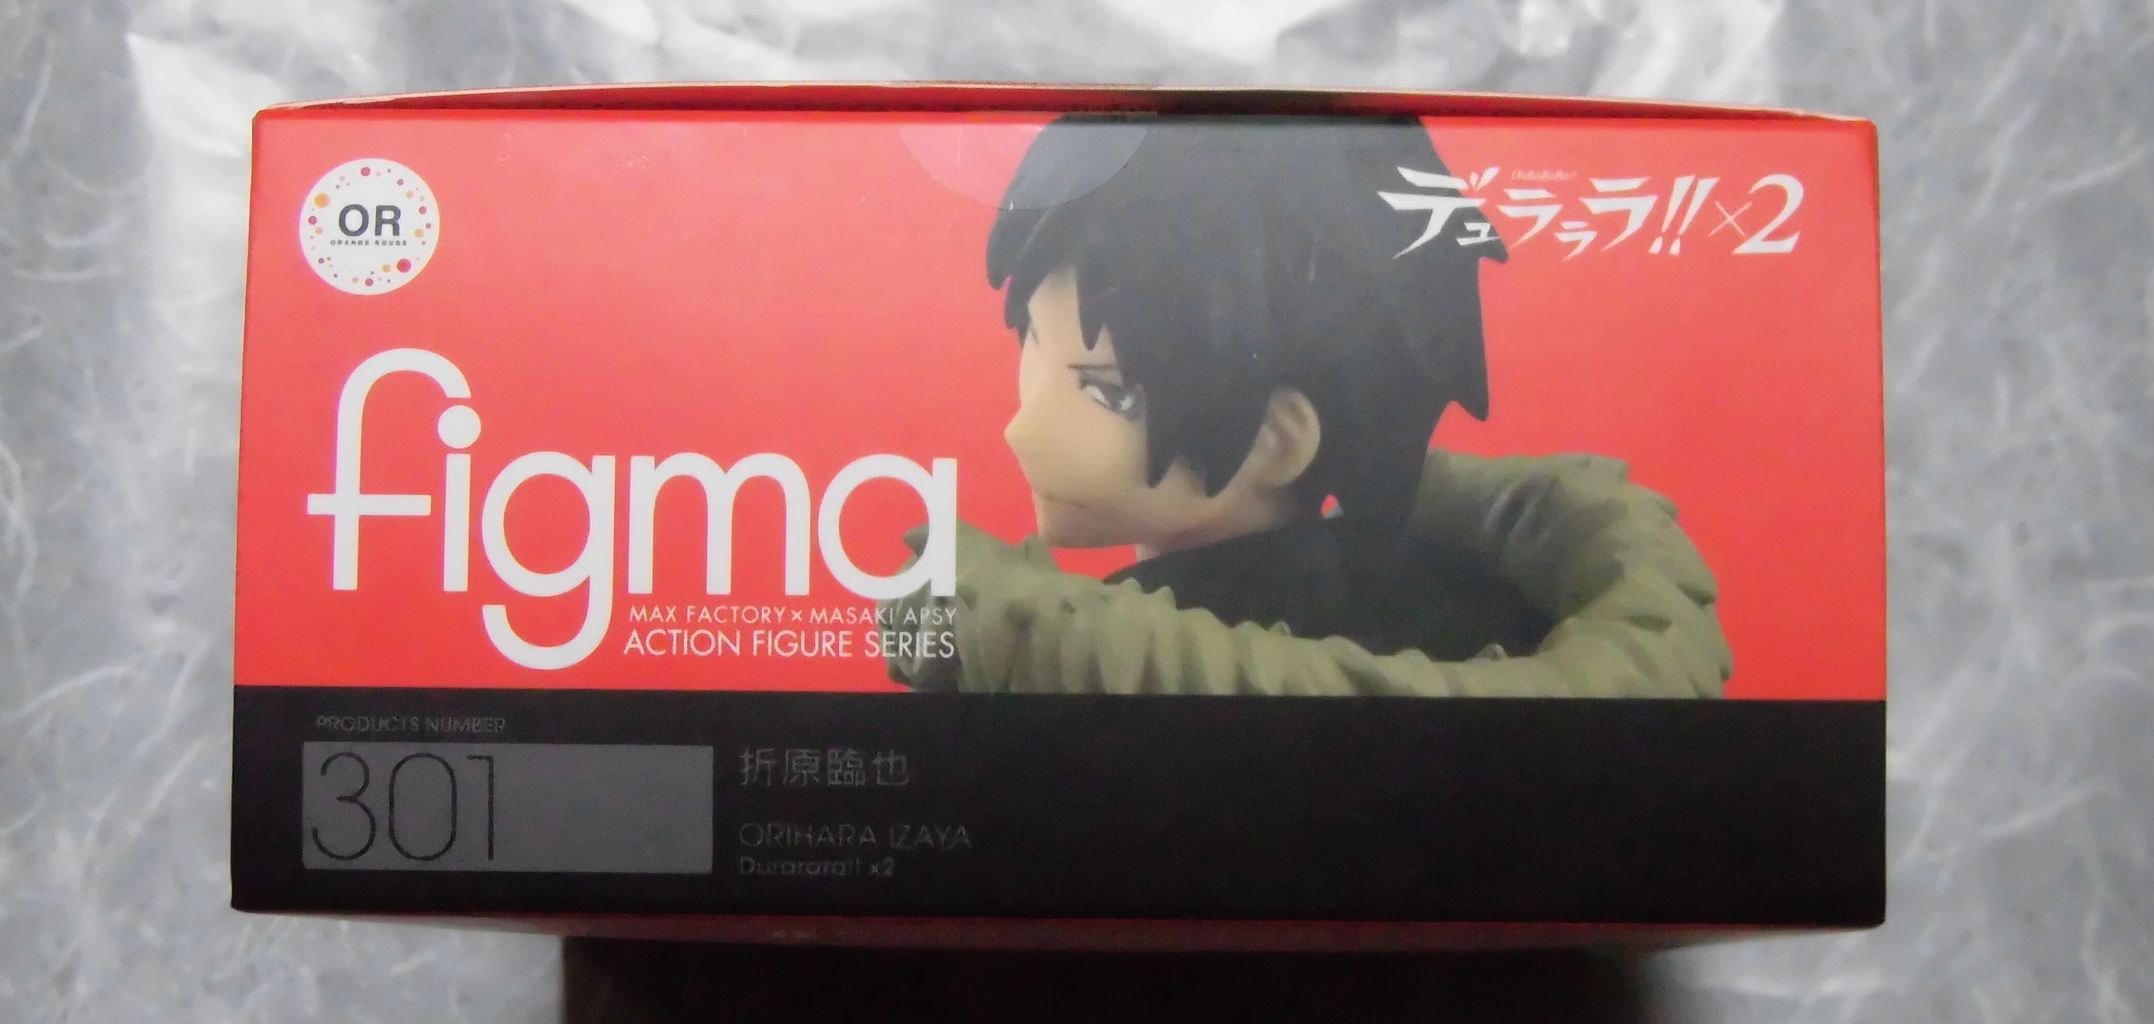 OR
ORANGE ROUGE
DuRaRaRa!!
デュラララ!!×2
figma
MAX FACTORY × MASAKI APSY
ACTION FIGURE SERIES
PRODUCTS NUMBER
301
折原臨也
ORIHARA IZAYA
Durarara!! x2